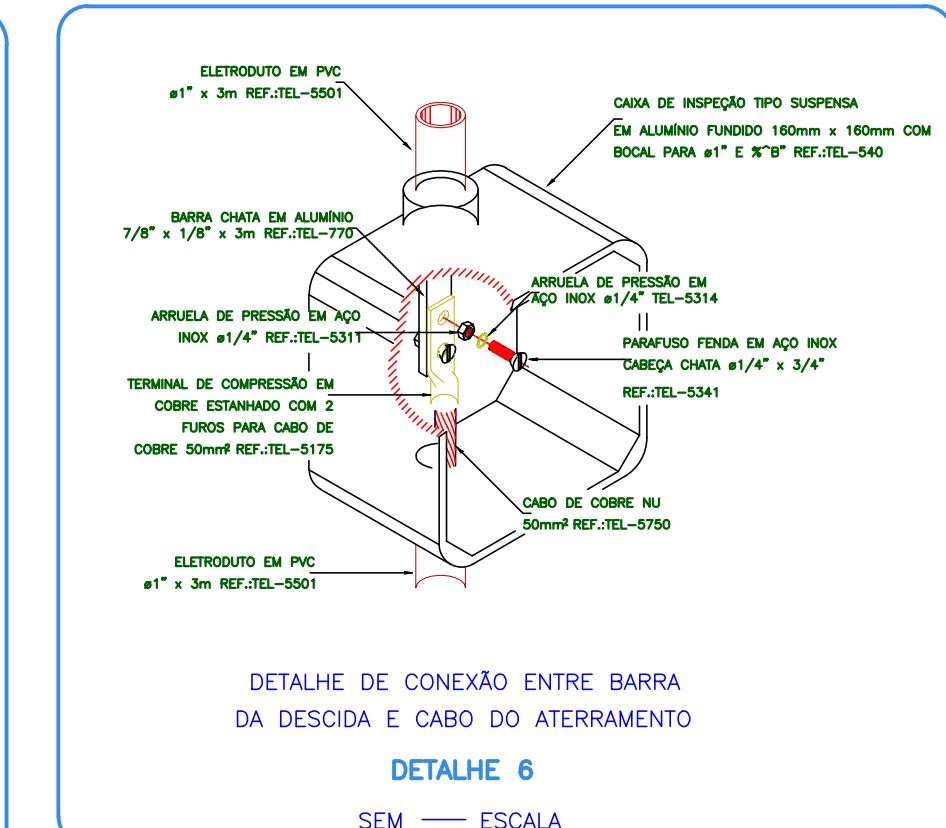 ELETRODUTO EM PVC
ø1" x 3m REF.:TEL-5501
CAIXA DE INSPEÇÃO TIPO SUSPENSA
EM ALUMÍNIO FUNDIDO 160mm x 160mm COM
BOCAL PARA ø1" E %^B" REF.:TEL-540
BARRA CHATA EM ALUMÍNIO
7/8" x 1/8" x 3m REF.:TEL-770
ARRUELA DE PRESSÃO EM
AÇO INOX ø1/4" TEL-5314
ARRUELA DE PRESSÃO EM AÇO
INOX ø1/4" REF.:TEL-5311
PARAFUSO FENDA EM AÇO INOX
CABEÇA CHATA ø1/4" x 3/4"
REF.:TEL-5341
TERMINAL DE COMPRESSÃO EM
COBRE ESTANHADO COM 2
FUROS PARA CABO DE
COBRE 50mm² REF.:TEL-5175
CABO DE COBRE NU
50mm² REF.:TEL-5750
ELETRODUTO EM PVC
ø1" x 3m REF.:TEL-5501
DETALHE DE CONEXÃO ENTRE BARRA
DA DESCIDA E CABO DO ATERRAMENTO
DETALHE 6
SEM — ESCALA